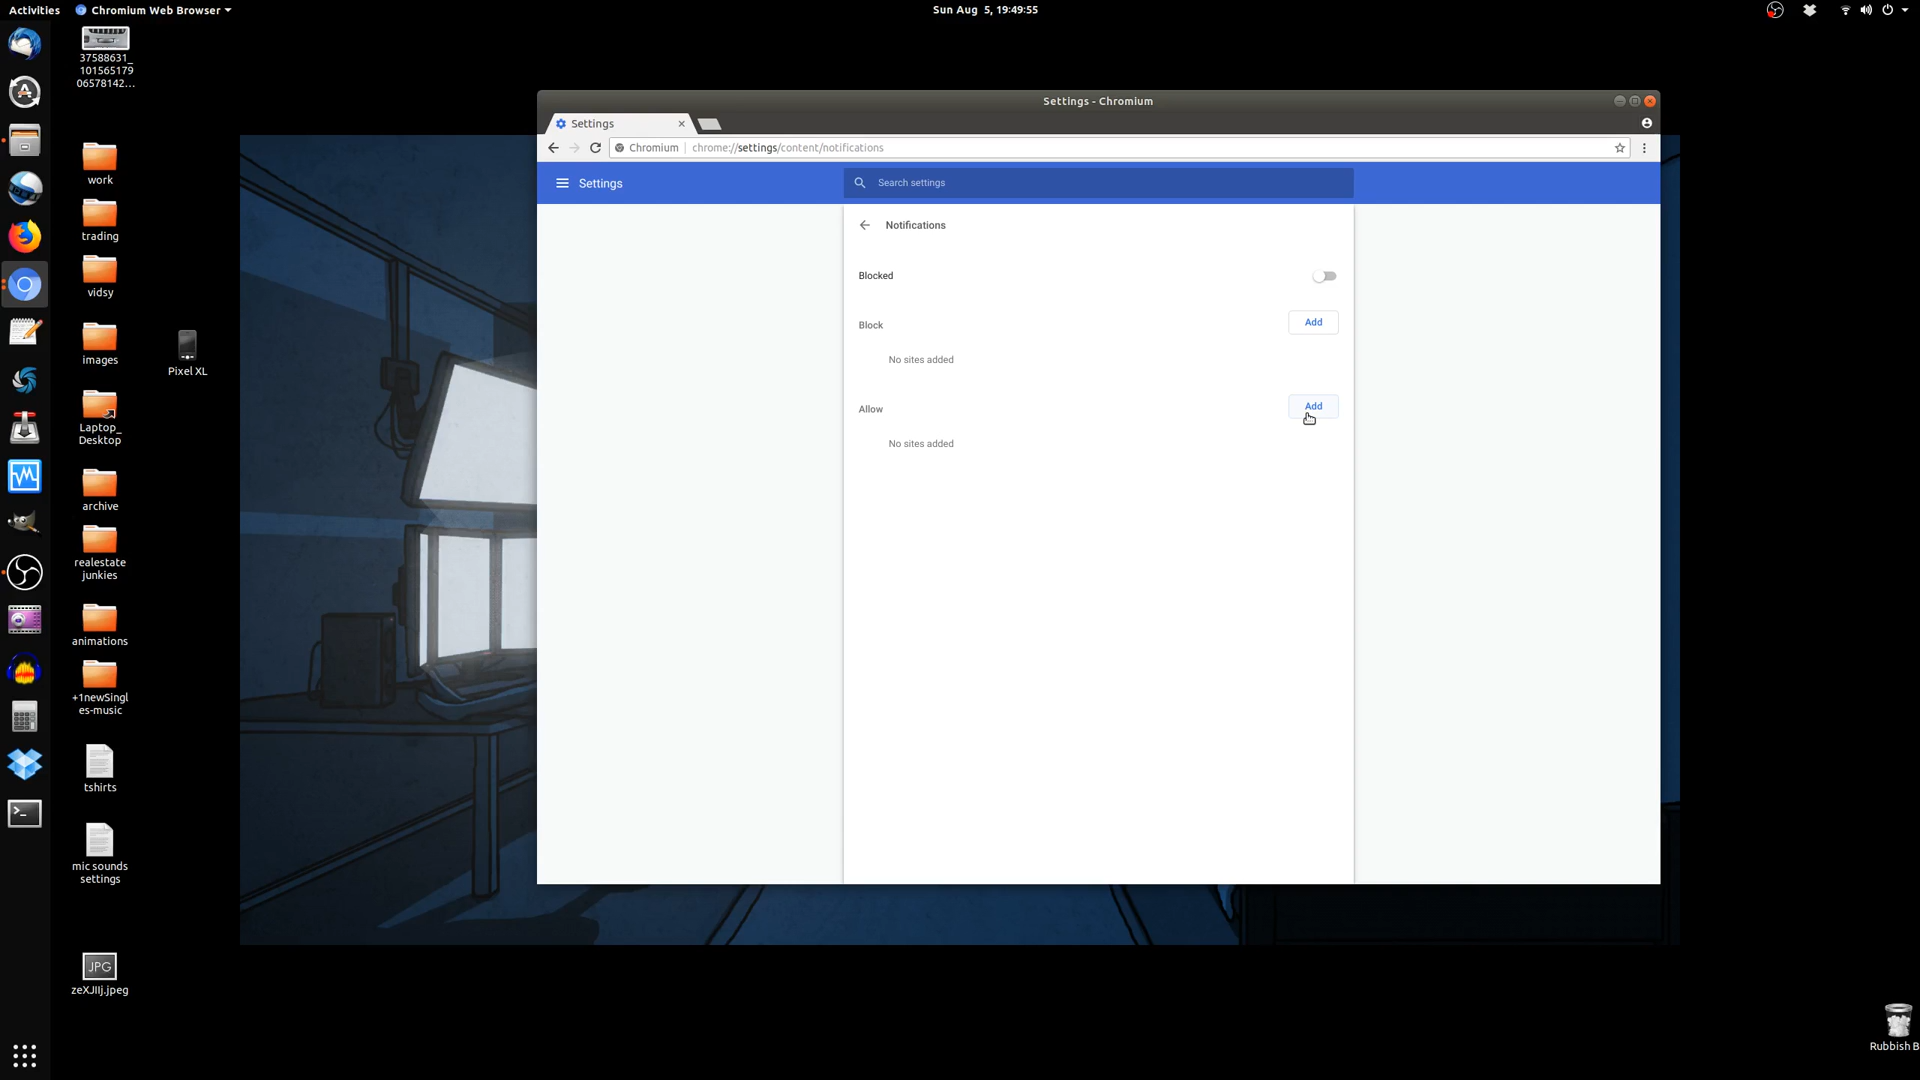 Activities
Chromium Web Browser
Sun Aug 5, 19:49:55
37588631_
101565179
06578142...
work
trading
vidsy
images
Pixel XL
Laptop_
Desktop
archive
realestate
junkies
animations
+1newSingl
es-music
tshirts
mic sounds
settings
JPG
zeXJIIj.jpeg
Settings - Chromium
Settings
Chromium
chrome://settings/content/notifications
Settings
Search settings
Notifications
Blocked
Block
Add
No sites added
Allow
Add
No sites added
Rubbish B